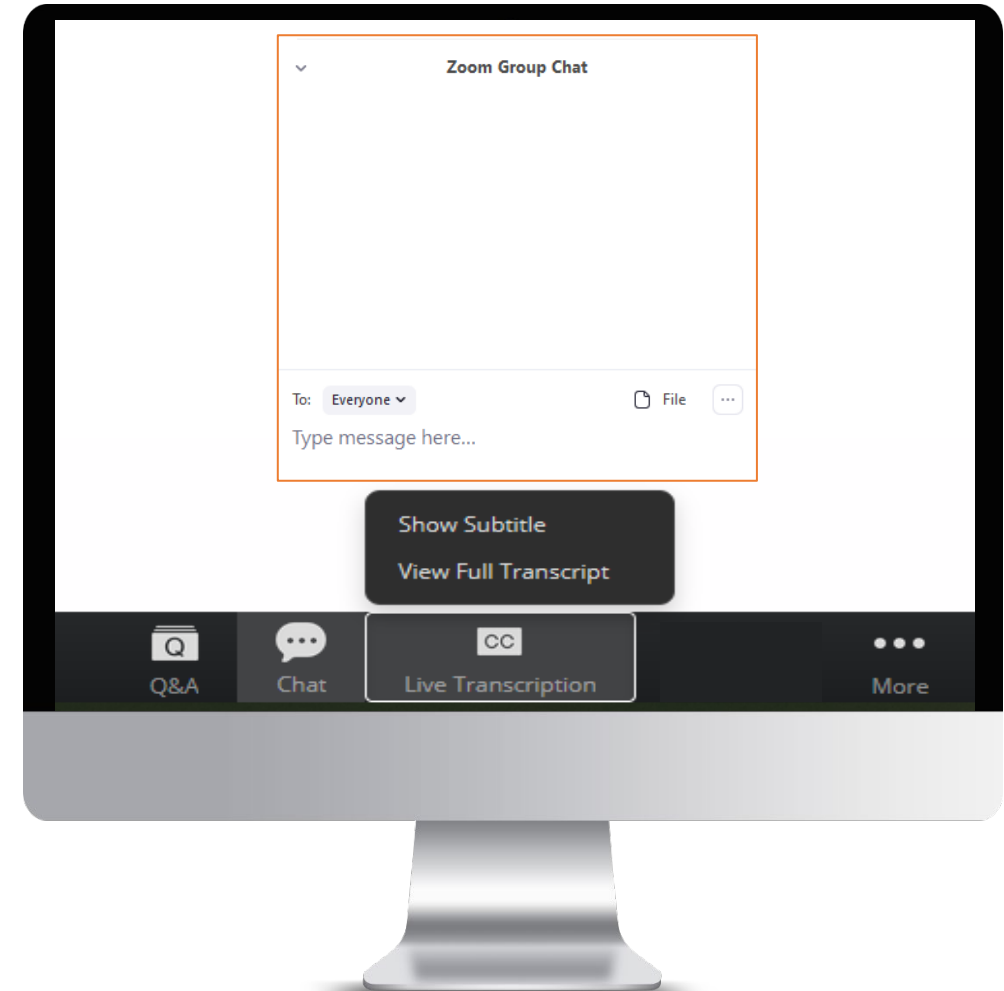 Zoom Group Chat
To: Everyone File
Type message here...
Show Subtitle
View Full Transcript
Q
CC
Q&A Chat Live Transcription More